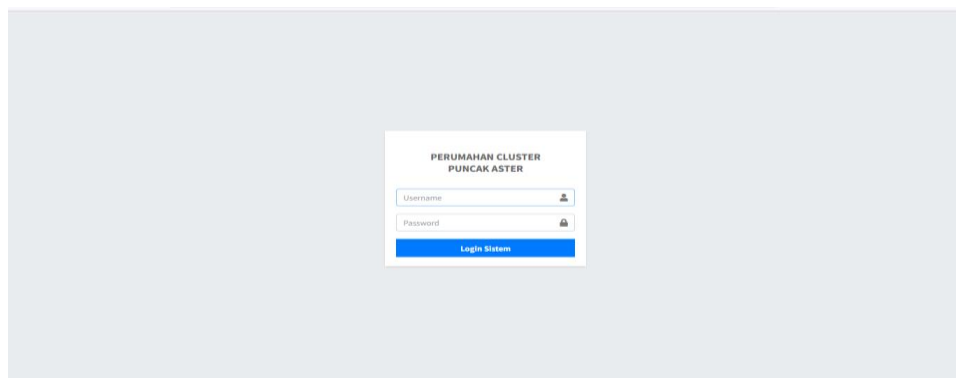 PERUMAHAN CLUSTER
PUNCAK ASTER
Username
Password
Login Sistem